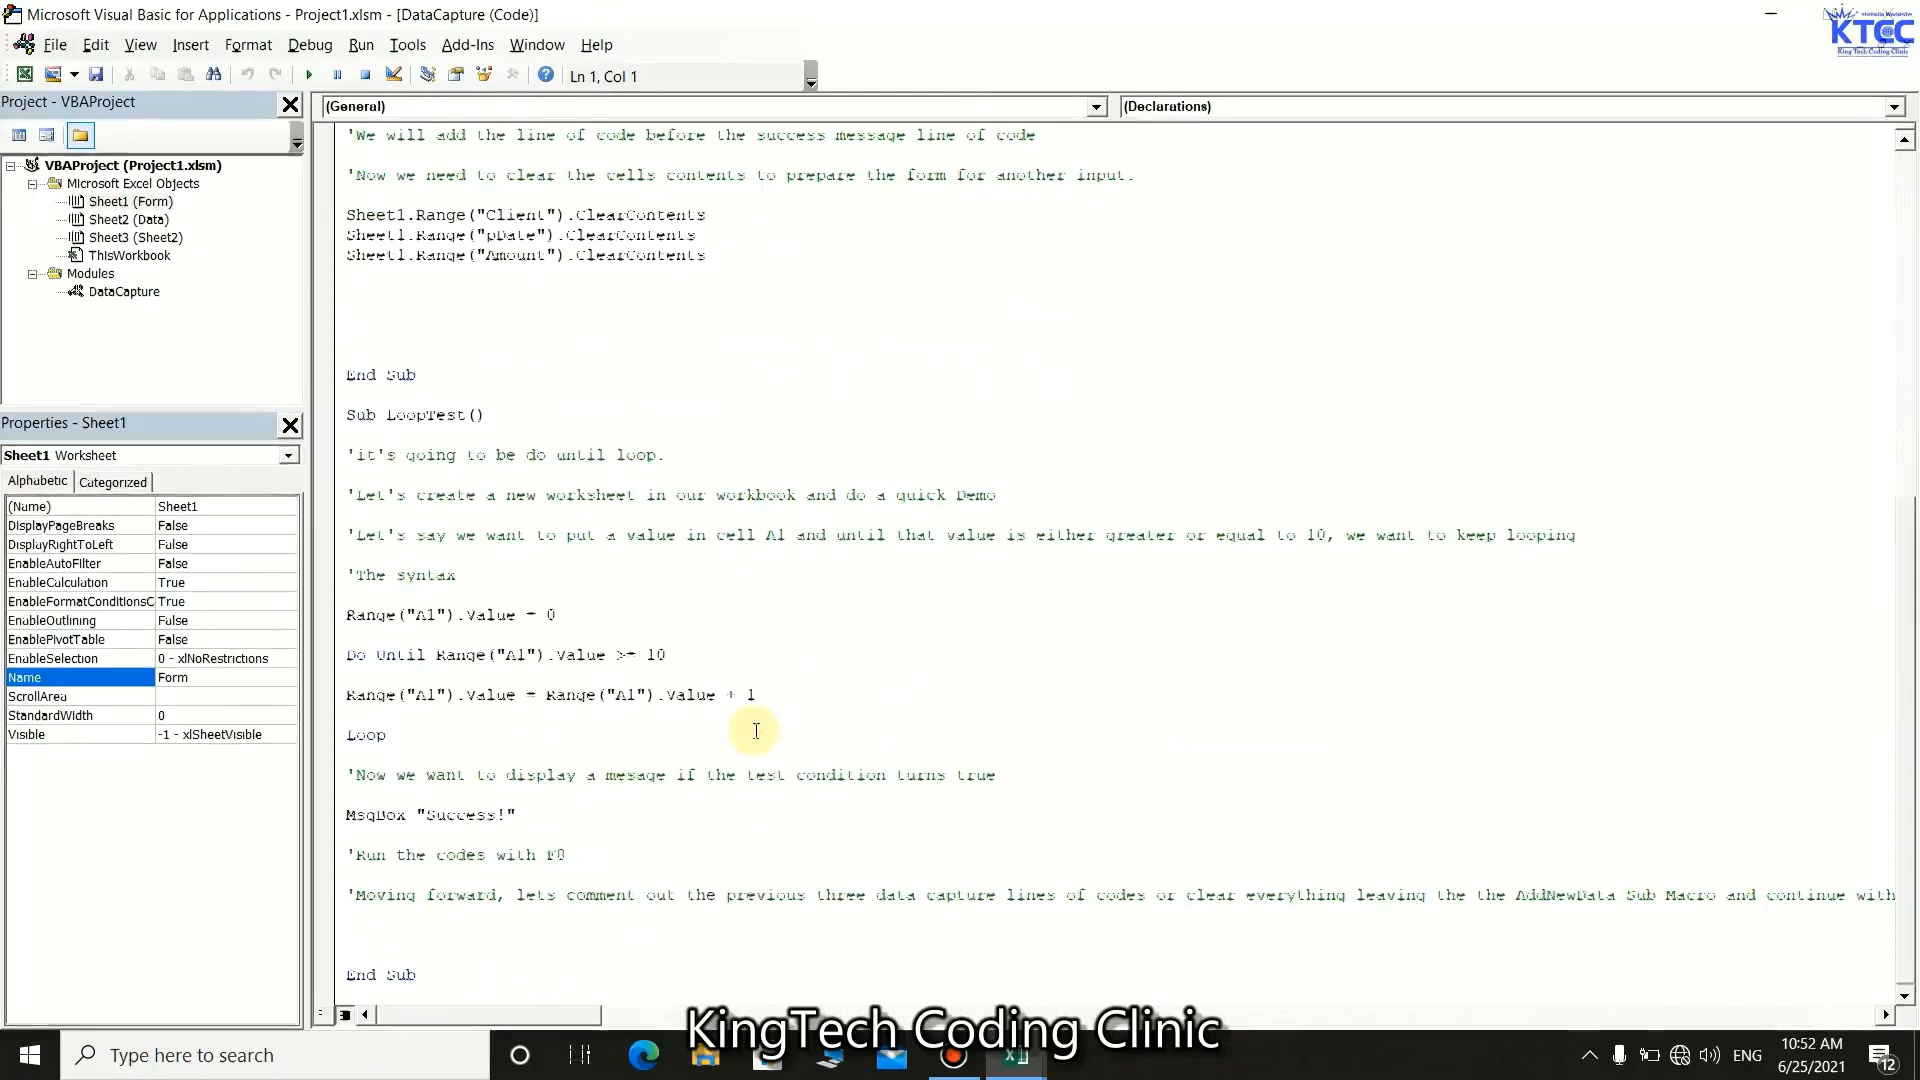 Microsoft Visual Basic for Applications - Project1.xlsm - [DataCapture (Code)]
KTCC
King Tech Coding Clinic
File Edit View Insert Format Debug Run Tools Add-Ins Window Help
Ln 1, Col 1
Project - VBAProject
(General)
(Declarations)
VBAProject (Project1.xlsm)
Microsoft Excel Objects
Sheet1 (Form)
Sheet2 (Data)
Sheet3 (Sheet2)
ThisWorkbook
Modules
DataCapture
Properties - Sheet1
Sheet1 Worksheet
Alphabetic Categorized
(Name) Sheet1
DisplayPageBreaks False
DisplayRightToLeft False
EnableAutoFilter False
EnableCalculation True
EnableFormatConditionsC True
EnableOutlining False
EnablePivotTable False
EnableSelection 0 - xlNoRestrictions
Name Form
ScrollArea
StandardWidth 0
Visible -1 - xlSheetVisible
'We will add the line of code before the success message line of code
'Now we need to clear the cells contents to prepare the form for another input.
Sheet1.Range("Client").ClearContents
Sheet1.Range("pDate").ClearContents
Sheet1.Range("Amount").ClearContents
End Sub
Sub LoopTest()
'it's going to be do until loop.
'Let's create a new worksheet in our workbook and do a quick Demo
'Let's say we want to put a value in cell A1 and until that value is either greater or equal to 10, we want to keep looping
'The syntax
Range("A1").Value = 0
Do Until Range("A1").Value >= 10
Range("A1").Value = Range("A1").Value + 1
Loop
'Now we want to display a mesage if the test condition turns true
MsgBox "Success!"
'Run the codes with F8
'Moving forward, lets comment out the previous three data capture lines of codes or clear everything leaving the the AddNewData Sub Macro and continue with
End Sub
KingTech Coding Clinic
Type here to search
ENG
10:52 AM
6/25/2021
12